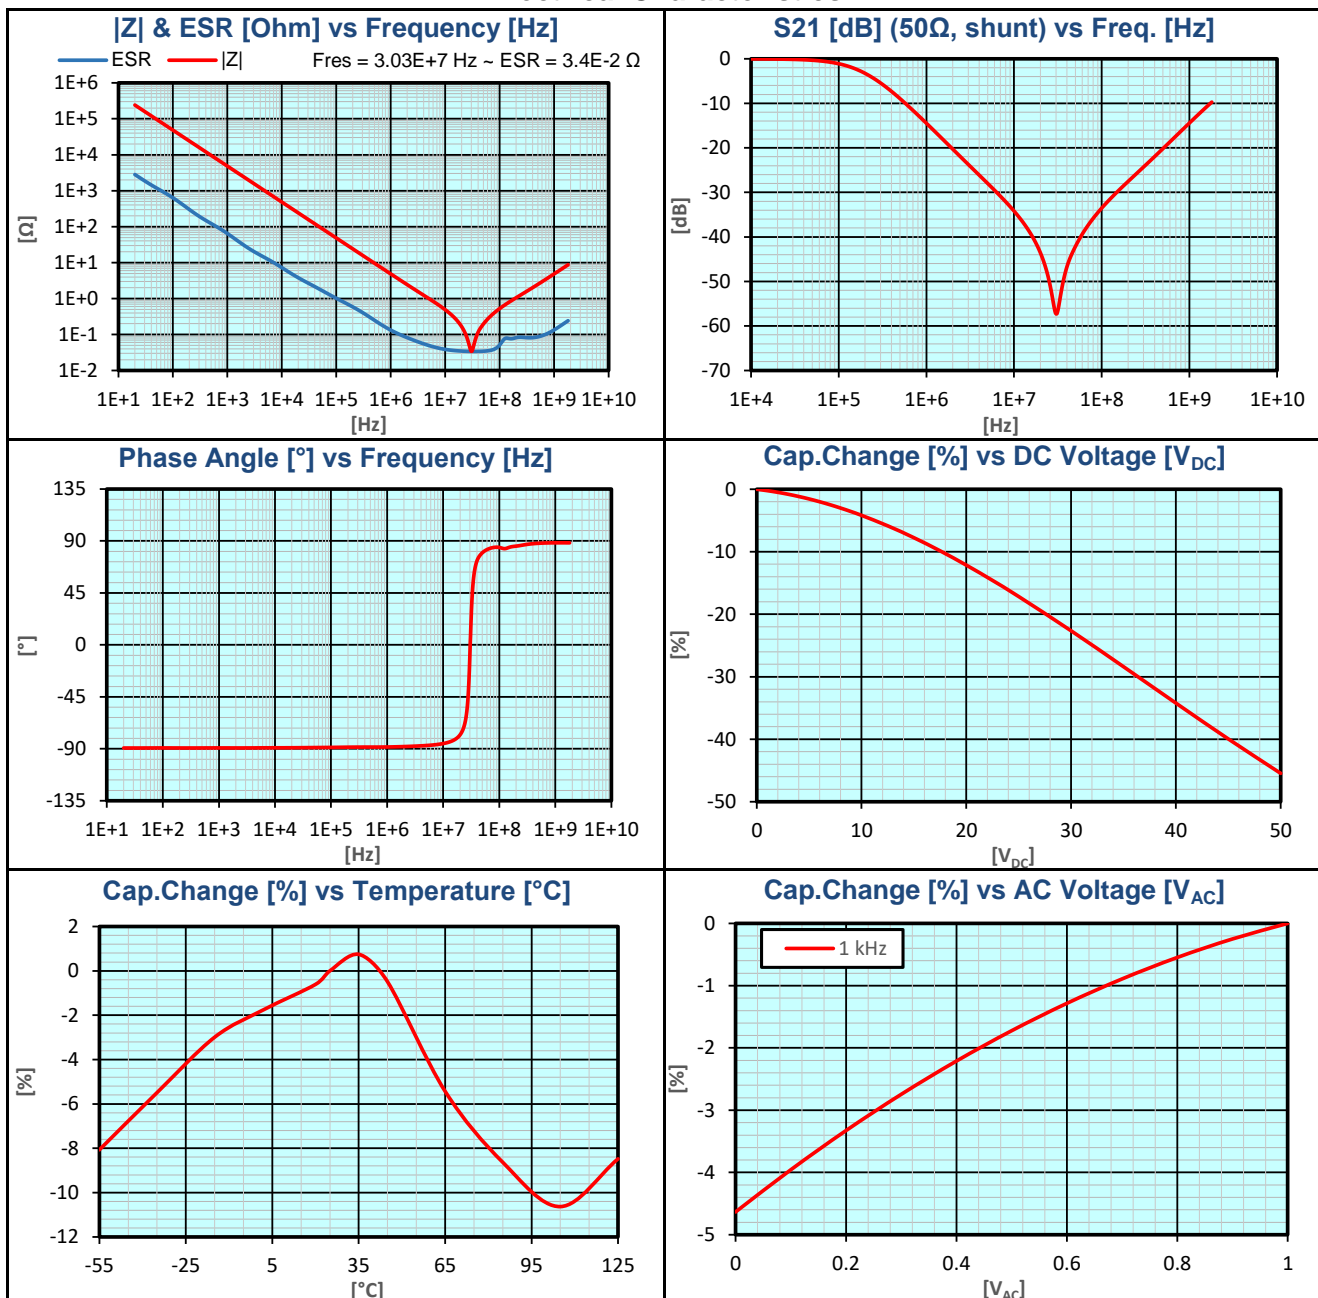 |Z| & ESR [Ohm] vs Frequency [Hz]
ESR |Z| Fres = 3.03E+7 Hz ~ ESR = 3.4E-2 Ω
1E+6
1E+5
1E+4
1E+3
1E+2
1E+1
1E+0
1E-1
1E-2
[Ω]
1E+1 1E+2 1E+3 1E+4 1E+5 1E+6 1E+7 1E+8 1E+9 1E+10
[Hz]
S21 [dB] (50Ω, shunt) vs Freq. [Hz]
0
-10
-20
-30
-40
-50
-60
-70
[dB]
1E+4 1E+5 1E+6 1E+7 1E+8 1E+9 1E+10
[Hz]
Phase Angle [°] vs Frequency [Hz]
135
90
45
0
-45
-90
-135
[°]
1E+1 1E+2 1E+3 1E+4 1E+5 1E+6 1E+7 1E+8 1E+9 1E+10
[Hz]
Cap.Change [%] vs DC Voltage [VDC]
0
-10
-20
-30
-40
-50
[%]
0 10 20 30 40 50
[VDC]
Cap.Change [%] vs Temperature [°C]
2
0
-2
-4
-6
-8
-10
-12
[%]
-55 -25 5 35 65 95 125
[°C]
Cap.Change [%] vs AC Voltage [VAC]
1 kHz
0
-1
-2
-3
-4
-5
[%]
0 0.2 0.4 0.6 0.8 1
[VAC]